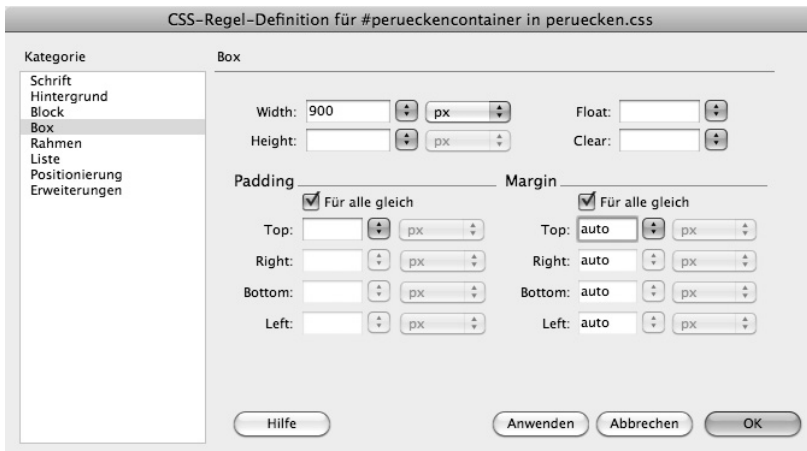 CSS-Regel-Definition für #perueckencontainer in peruecken.css
Kategorie
Schrift
Hintergrund
Block
Box
Rahmen
Liste
Positionierung
Erweiterungen
Box
Width: 900 px Float:
Height: px Clear:
Padding Margin
Für alle gleich Für alle gleich
Top: px Top: auto px
Right: px Right: auto px
Bottom: px Bottom: auto px
Left: px Left: auto px
Hilfe Anwenden Abbrechen OK